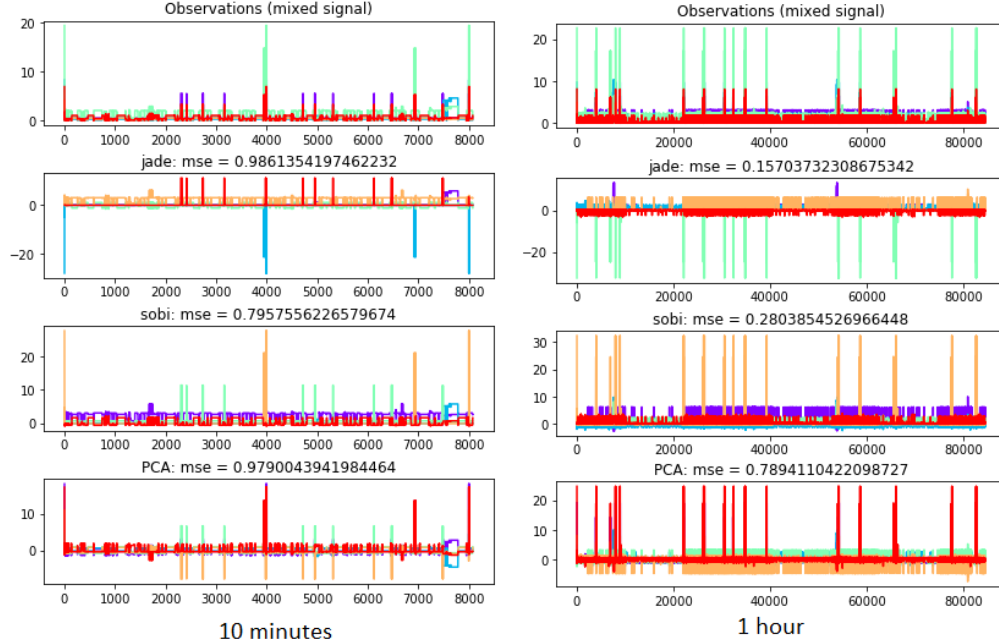 Observations (mixed signal)
20
10
0
0 1000 2000 3000 4000 5000 6000 7000 8000
jade: mse = 0.9861354197462232
0
−20
0 1000 2000 3000 4000 5000 6000 7000 8000
sobi: mse = 0.7957556226579674
20
10
0
0 1000 2000 3000 4000 5000 6000 7000 8000
PCA: mse = 0.9790043941984464
10
0
0 1000 2000 3000 4000 5000 6000 7000 8000
10 minutes
Observations (mixed signal)
20
10
0
0 20000 40000 60000 80000
jade: mse = 0.15703732308675342
0
−20
0 20000 40000 60000 80000
sobi: mse = 0.2803854526966448
30
20
10
0
0 20000 40000 60000 80000
PCA: mse = 0.7894110422098727
20
10
0
0 20000 40000 60000 80000
1 hour